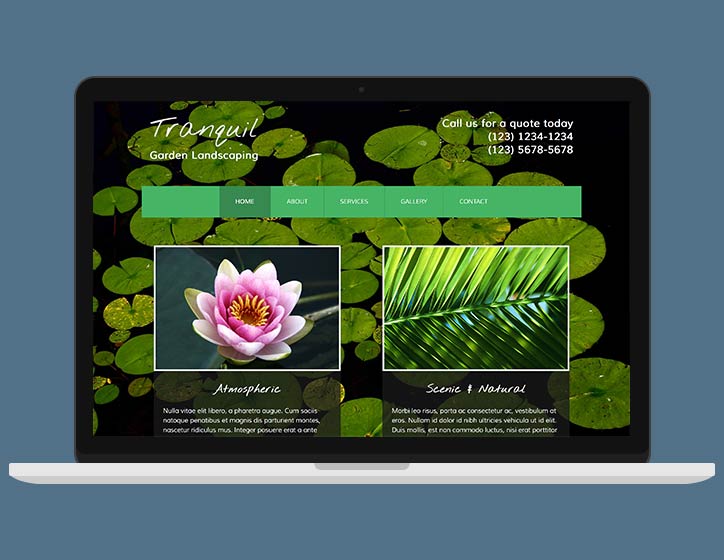 Tranquil
Garden Landscaping
Call us for a quote today
(123) 1234-1234
(123) 5678-5678
HOME ABOUT SERVICES GALLERY CONTACT
Atmospheric
Nulla vitae elit libero, a pharetra augue. Cum sociis
natoque penatibus et magnis dis parturient montes,
nascetur ridiculus mus. Integer posuere erat a ante
Scenic & Natural
Morbi leo risus, porta ac consectetur ac, vestibulum at
eros. Nullam id dolor id nibh ultricies vehicula ut id elit.
Duis mollis, est non commodo luctus, nisi erat porttitor